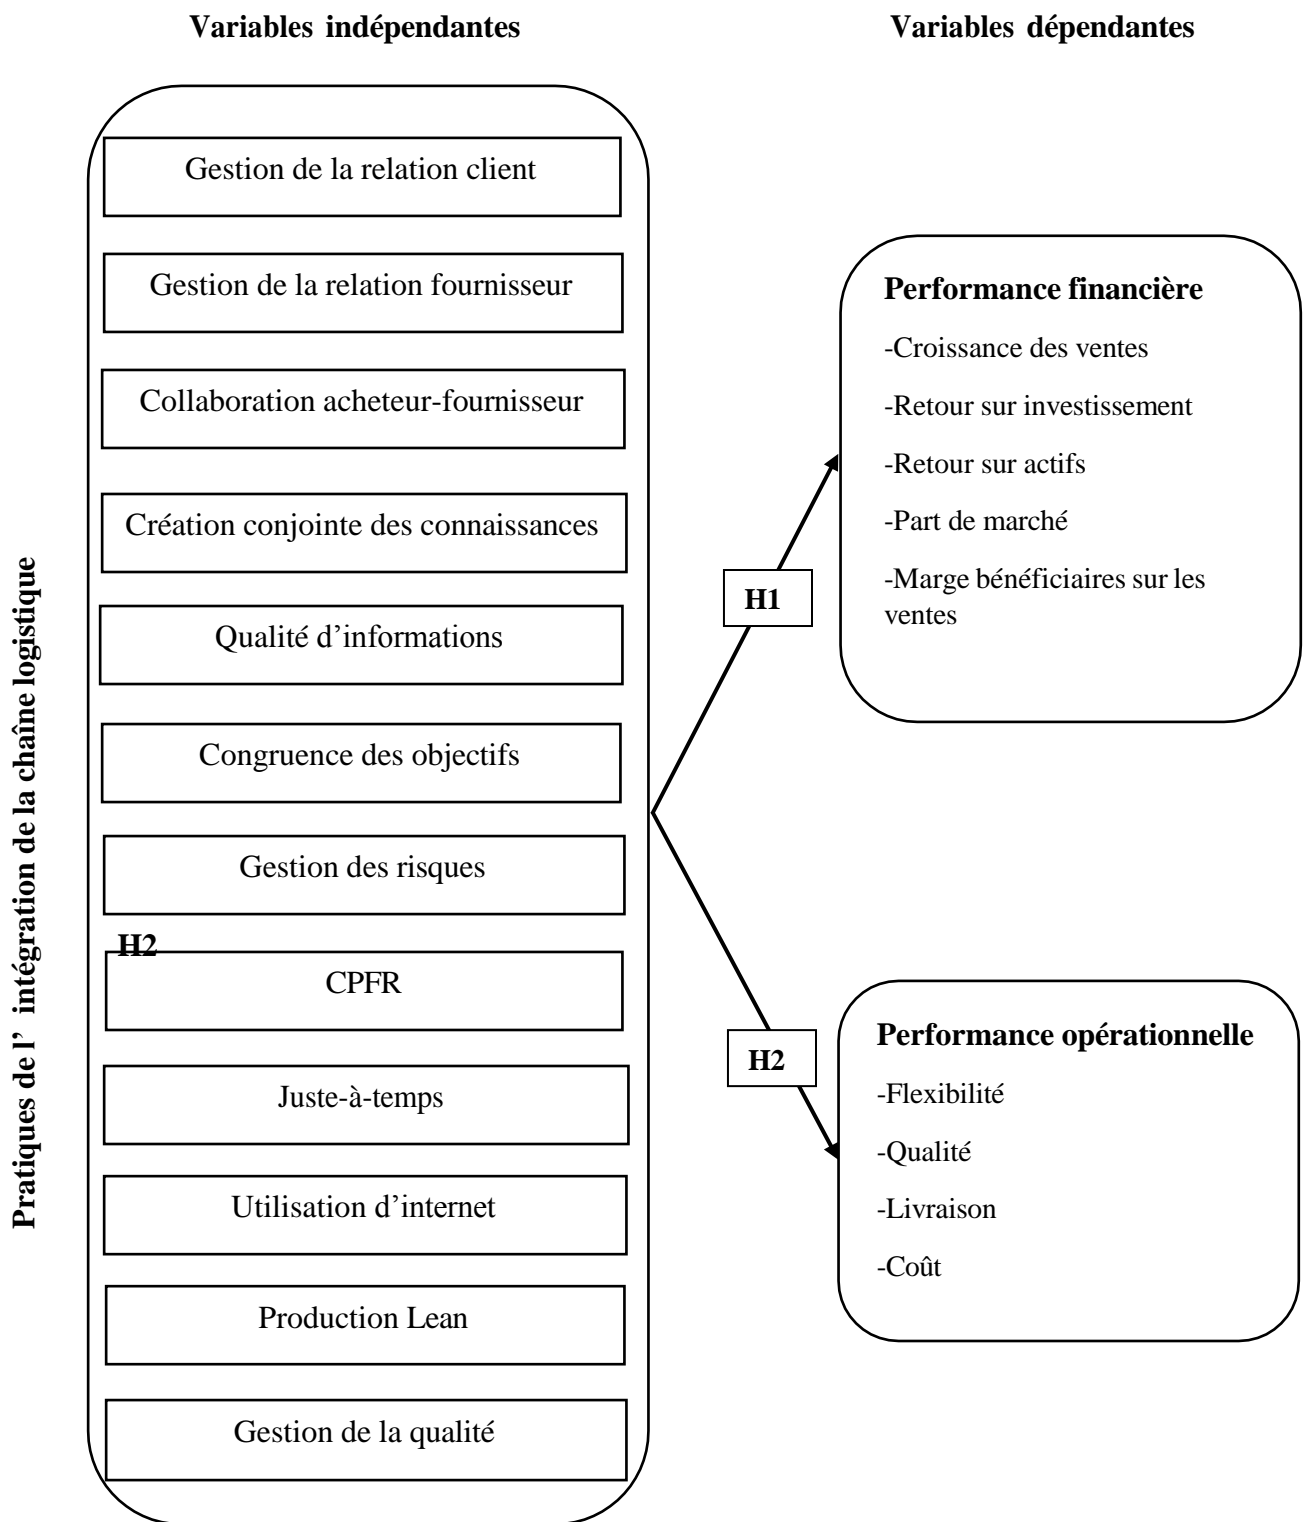 Variables indépendantes
Variables dépendantes
Pratiques de l’ intégration de la chaîne logistique
Gestion de la relation client
Gestion de la relation fournisseur
Collaboration acheteur-fournisseur
Création conjointe des connaissances
Qualité d’informations
Congruence des objectifs
Gestion des risques
H2
CPFR
Juste-à-temps
Utilisation d’internet
Production Lean
Gestion de la qualité
H1
H2
Performance financière
-Croissance des ventes
-Retour sur investissement
-Retour sur actifs
-Part de marché
-Marge bénéficiaires sur les
ventes
Performance opérationnelle
-Flexibilité
-Qualité
-Livraison
-Coût